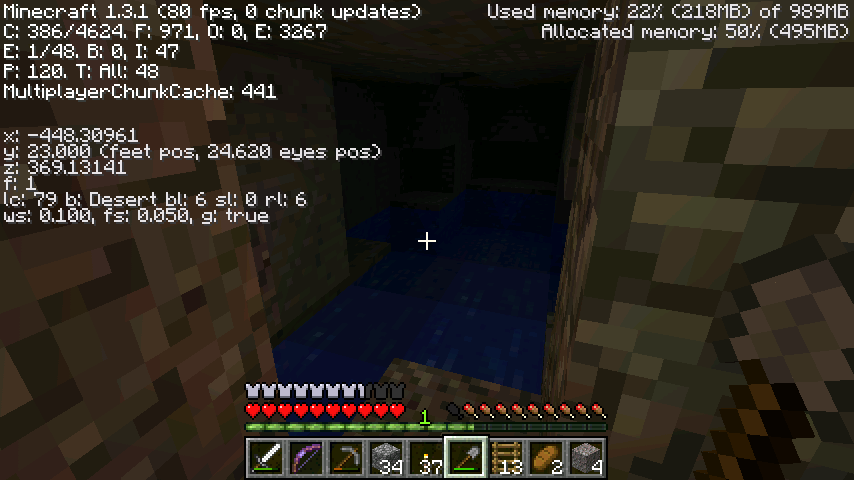 Minecraft 1.3.1 (80 fps, 0 chunk updates)
C: 386/4624. F: 971, O: 0, E: 3267
E: 1/48. B: 0, I: 47
P: 120. T: All: 48
MultiplayerChunkCache: 441
x: -448.30961
y: 23.000 (feet pos, 24.620 eyes pos)
z: 369.13141
f: 1
lc: 79 b: Desert bl: 6 sl: 0 rl: 6
ws: 0.100, fs: 0.050, g: true
Used memory: 22% (218MB) of 989MB
Allocated memory: 50% (495MB)
1
34 37 13 2 4